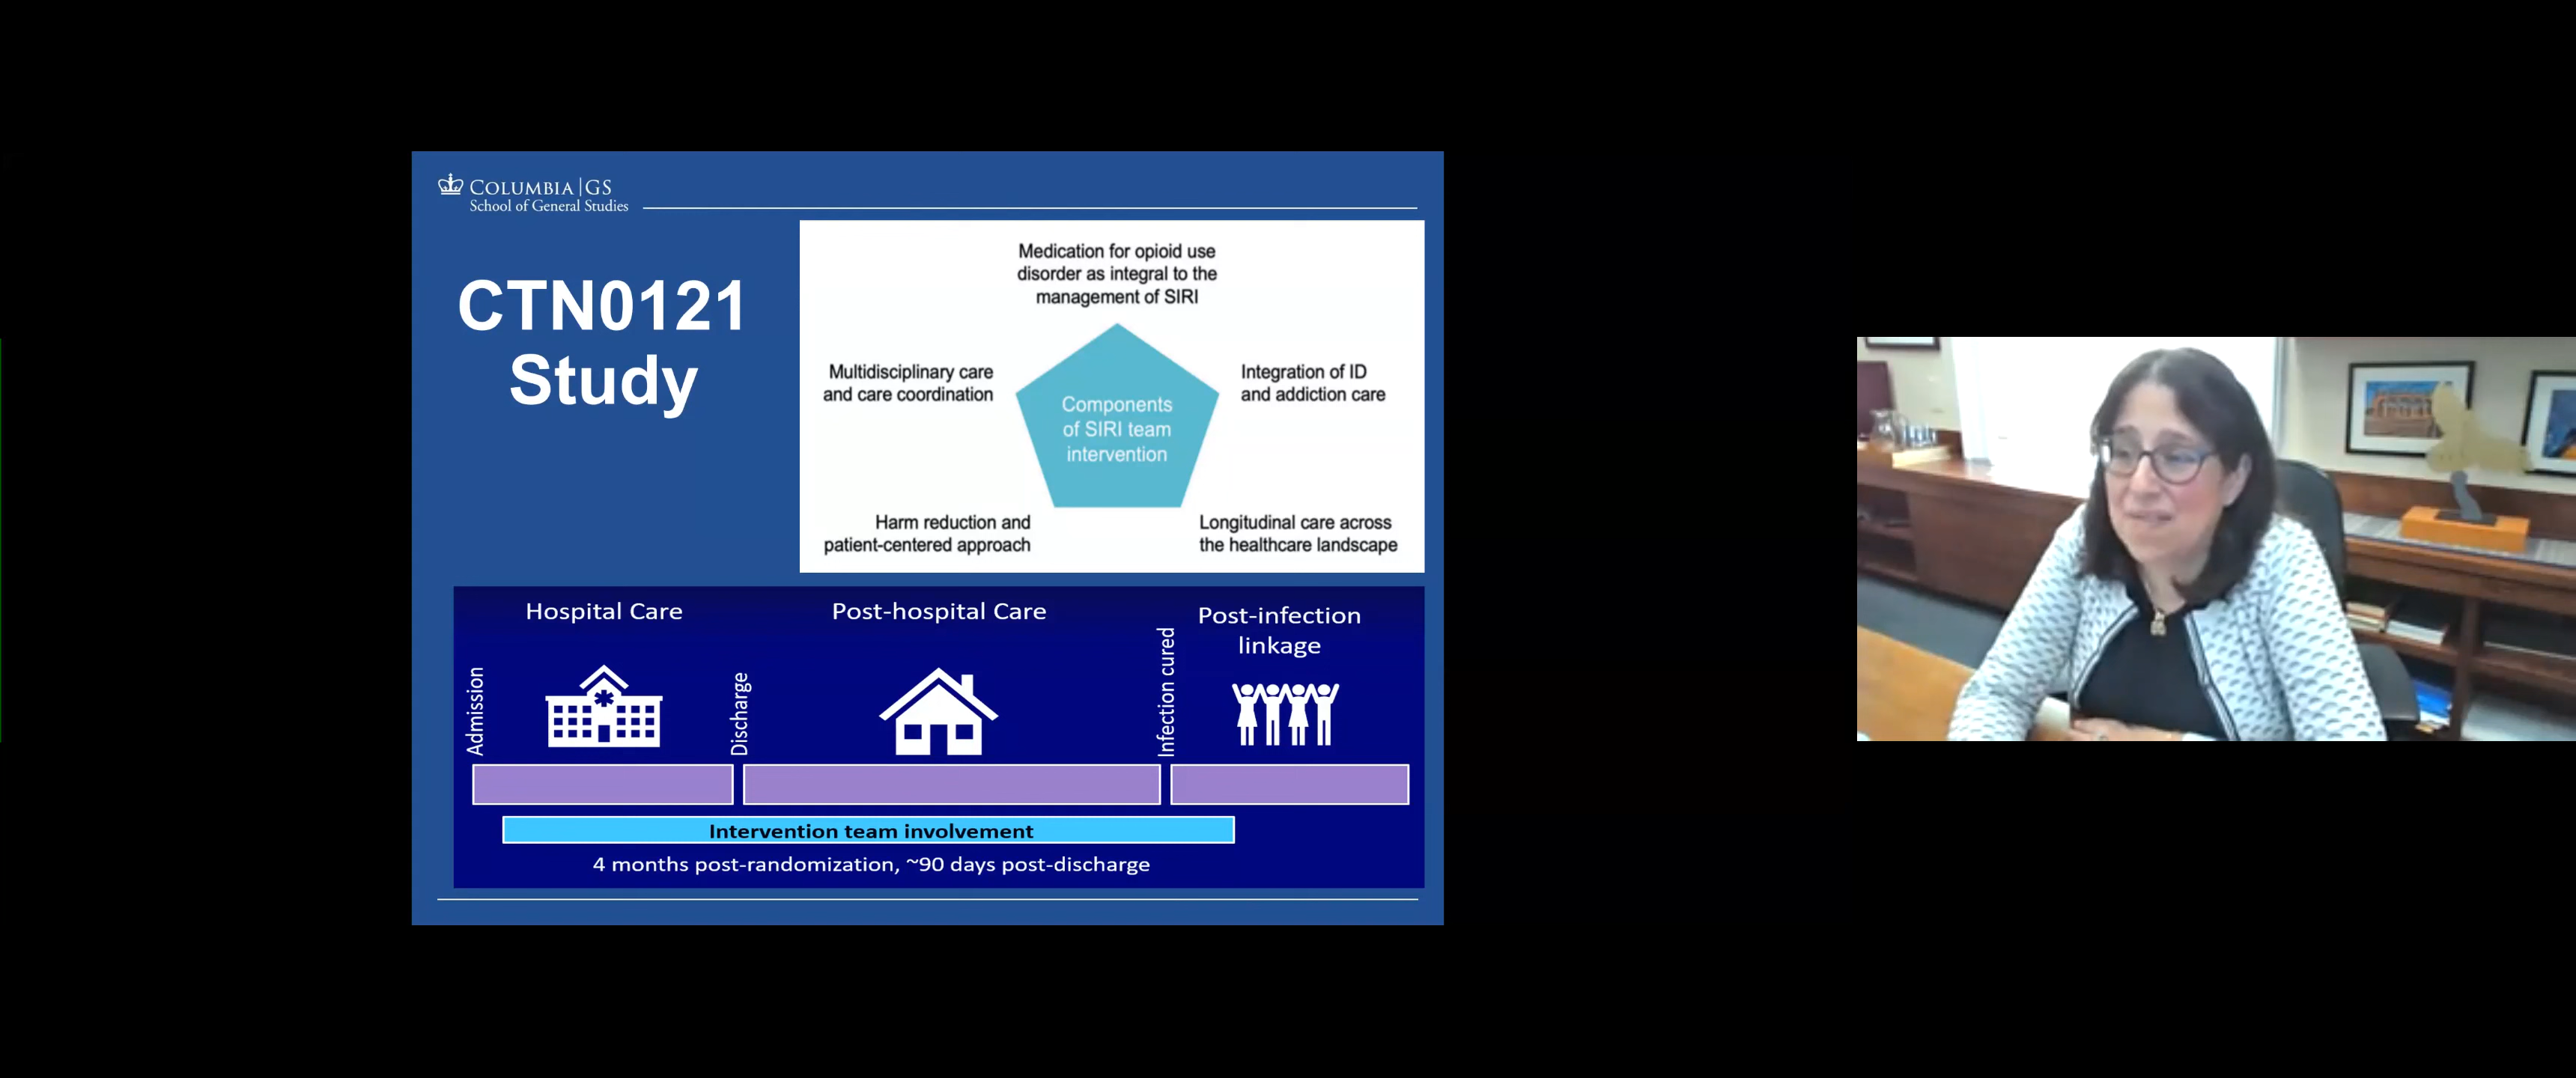 COLUMBIA|GS
School of General Studies
CTN0121
Study
Medication for opioid use
disorder as integral to the
management of SIRI
Multidisciplinary care
and care coordination
Integration of ID
and addiction care
Components
of SIRI team
intervention
Harm reduction and
patient-centered approach
Longitudinal care across
the healthcare landscape
Hospital Care
Post-hospital Care
Post-infection
linkage
Admission
Discharge
Infection cured
Intervention team involvement
4 months post-randomization, ~90 days post-discharge